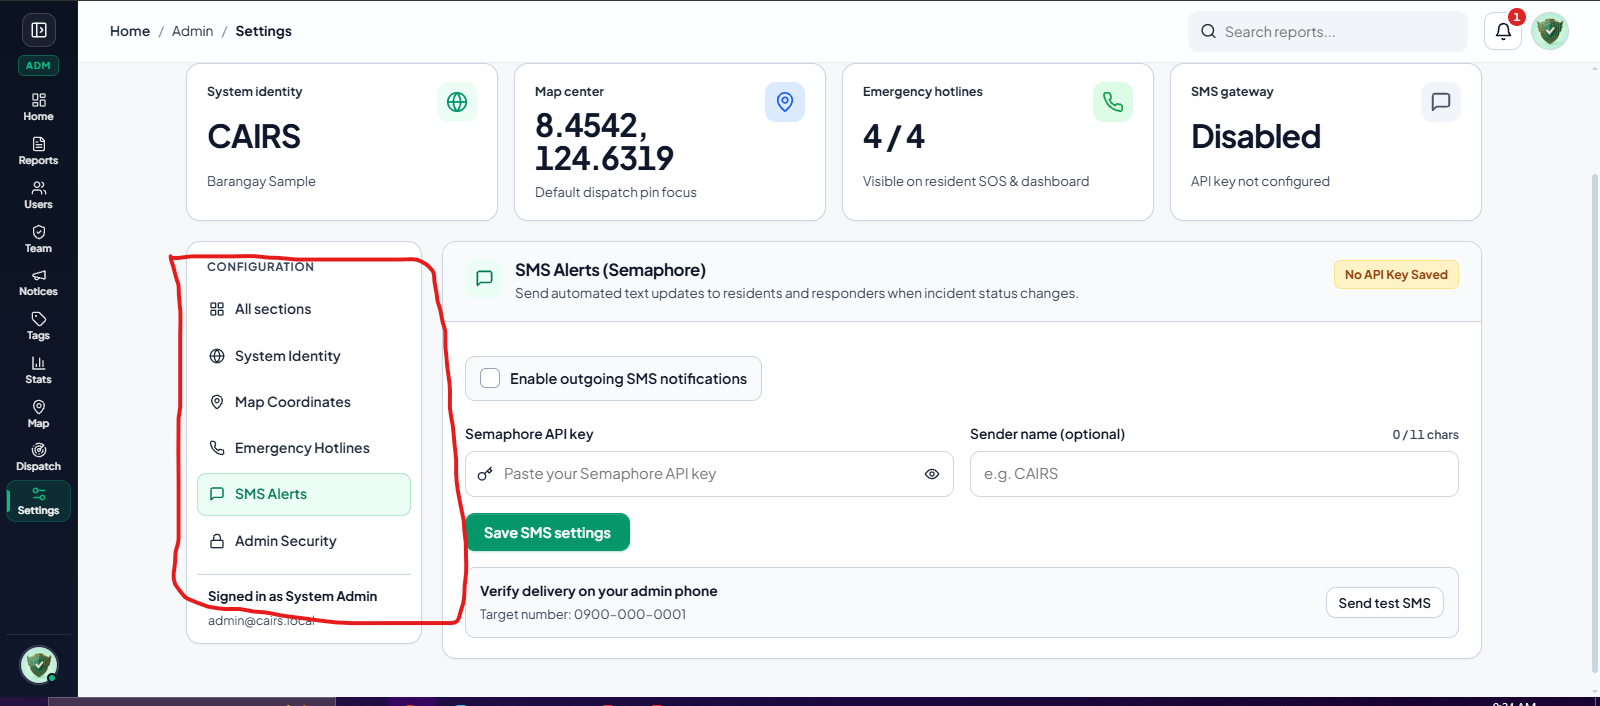 Home / Admin / Settings
Search reports...
1
ADM
Home
Reports
Users
Team
Notices
Tags
Stats
Map
Dispatch
Settings
System identity
CAIRS
Barangay Sample
Map center
8.4542,
124.6319
Default dispatch pin focus
Emergency hotlines
4 / 4
Visible on resident SOS & dashboard
SMS gateway
Disabled
API key not configured
CONFIGURATION
All sections
System Identity
Map Coordinates
Emergency Hotlines
SMS Alerts
Admin Security
Signed in as System Admin
admin@cairs.local
SMS Alerts (Semaphore)
Send automated text updates to residents and responders when incident status changes.
No API Key Saved
Enable outgoing SMS notifications
Semaphore API key
Paste your Semaphore API key
Sender name (optional)
0 / 11 chars
e.g. CAIRS
Save SMS settings
Verify delivery on your admin phone
Target number: 0900-000-0001
Send test SMS